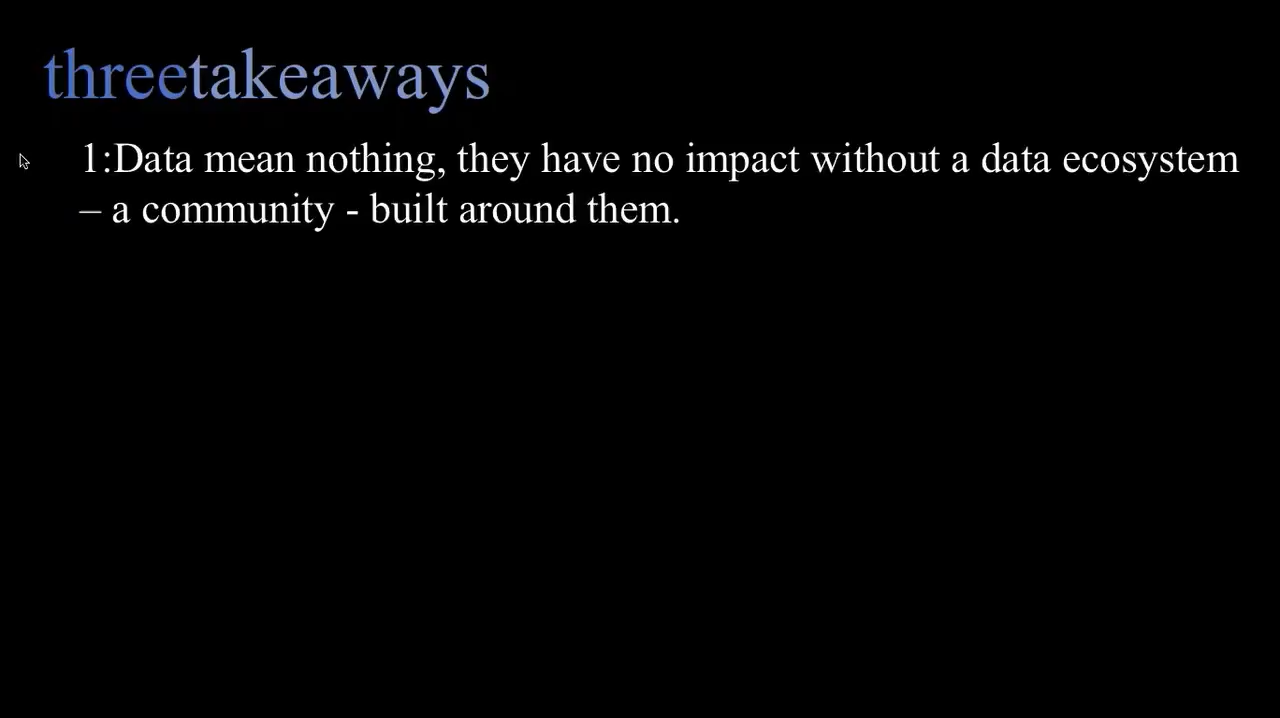 threetakeaways
1:Data mean nothing, they have no impact without a data ecosystem
– a community - built around them.